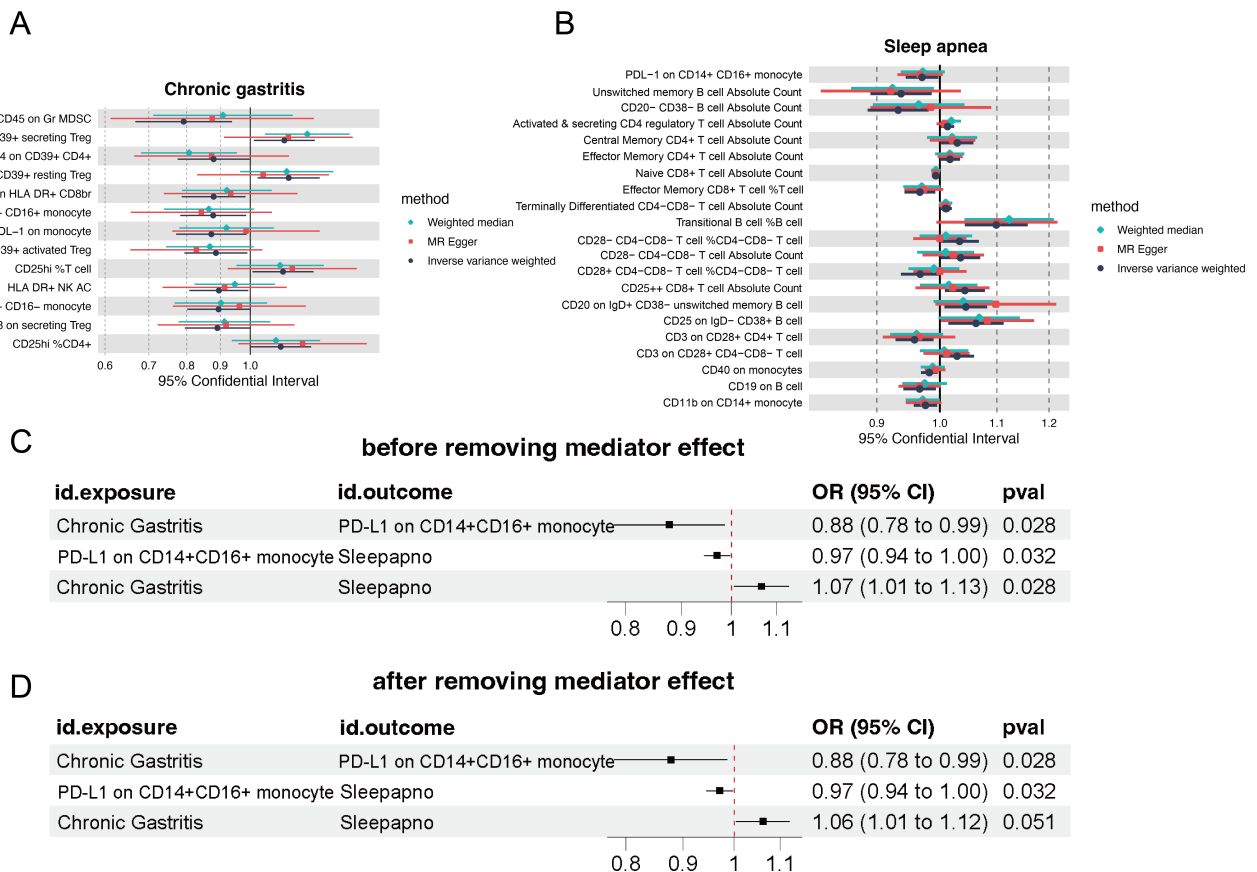 A
Chronic gastritis
CD45 on Gr MDSC
39+ secreting Treg
4 on CD39+ CD4+
CD39+ resting Treg
n HLA DR+ CD8br
- CD16+ monocyte
DL−1 on monocyte
39+ activated Treg
CD25hi %T cell
HLA DR+ NK AC
- CD16− monocyte
3 on secreting Treg
CD25hi %CD4+
0.6 0.7 0.8 0.9 1.0
95% Confidential Interval
method
Weighted median
MR Egger
Inverse variance weighted
B
Sleep apnea
PDL−1 on CD14+ CD16+ monocyte
Unswitched memory B cell Absolute Count
CD20− CD38− B cell Absolute Count
Activated & secreting CD4 regulatory T cell Absolute Count
Central Memory CD4+ T cell Absolute Count
Effector Memory CD4+ T cell Absolute Count
Naive CD8+ T cell Absolute Count
Effector Memory CD8+ T cell %T cell
Terminally Differentiated CD4−CD8− T cell Absolute Count
Transitional B cell %B cell
CD28− CD4−CD8− T cell %CD4−CD8− T cell
CD28− CD4−CD8− T cell Absolute Count
CD28+ CD4−CD8− T cell %CD4−CD8− T cell
CD25++ CD8+ T cell Absolute Count
CD20 on IgD+ CD38− unswitched memory B cell
CD25 on IgD− CD38+ B cell
CD3 on CD28+ CD4+ T cell
CD3 on CD28+ CD4−CD8− T cell
CD40 on monocytes
CD19 on B cell
CD11b on CD14+ monocyte
0.9 1.0 1.1 1.2
95% Confidential Interval
method
Weighted median
MR Egger
Inverse variance weighted
C
before removing mediator effect
id.exposure id.outcome OR (95% CI) pval
Chronic Gastritis PD-L1 on CD14+CD16+ monocyte 0.88 (0.78 to 0.99) 0.028
PD-L1 on CD14+CD16+ monocyte Sleepapno 0.97 (0.94 to 1.00) 0.032
Chronic Gastritis Sleepapno 1.07 (1.01 to 1.13) 0.028
0.8 0.9 1 1.1
D
after removing mediator effect
id.exposure id.outcome OR (95% CI) pval
Chronic Gastritis PD-L1 on CD14+CD16+ monocyte 0.88 (0.78 to 0.99) 0.028
PD-L1 on CD14+CD16+ monocyte Sleepapno 0.97 (0.94 to 1.00) 0.032
Chronic Gastritis Sleepapno 1.06 (1.01 to 1.12) 0.051
0.8 0.9 1 1.1